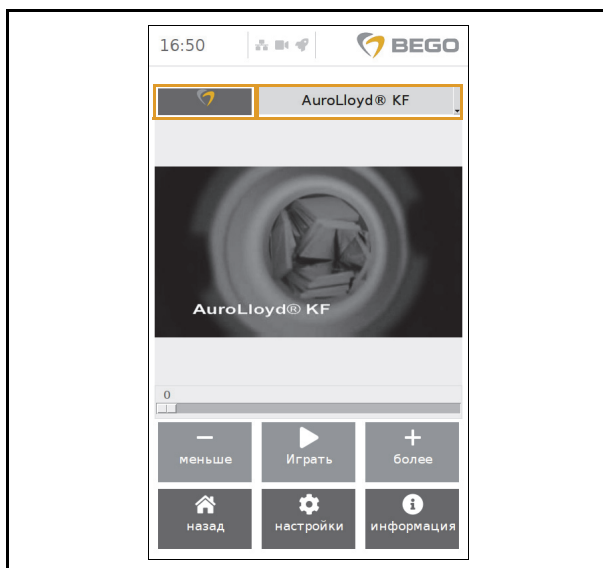 16:50
BEGO
AuroLloyd® KF
AuroLloyd® KF
0
меньше Играть более
назад настройки информация